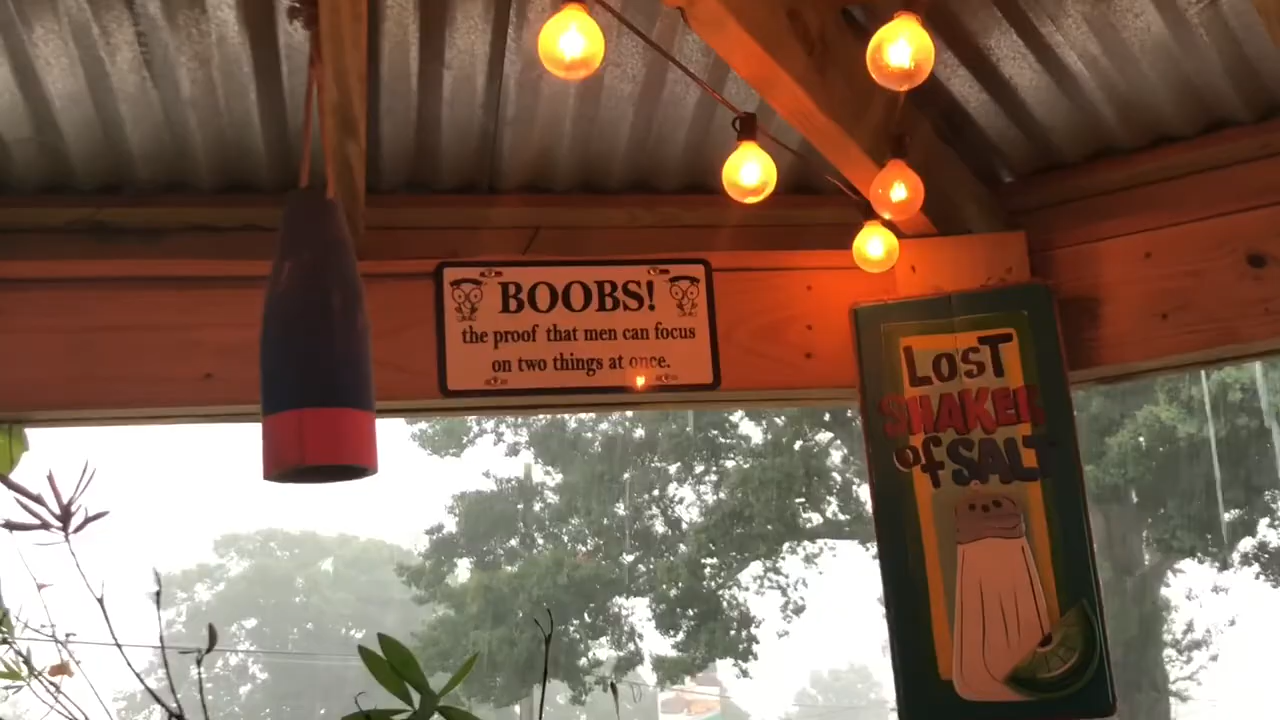 BOOBS!
the proof that men can focus
on two things at once.
LOST
SHAKER
of SALT